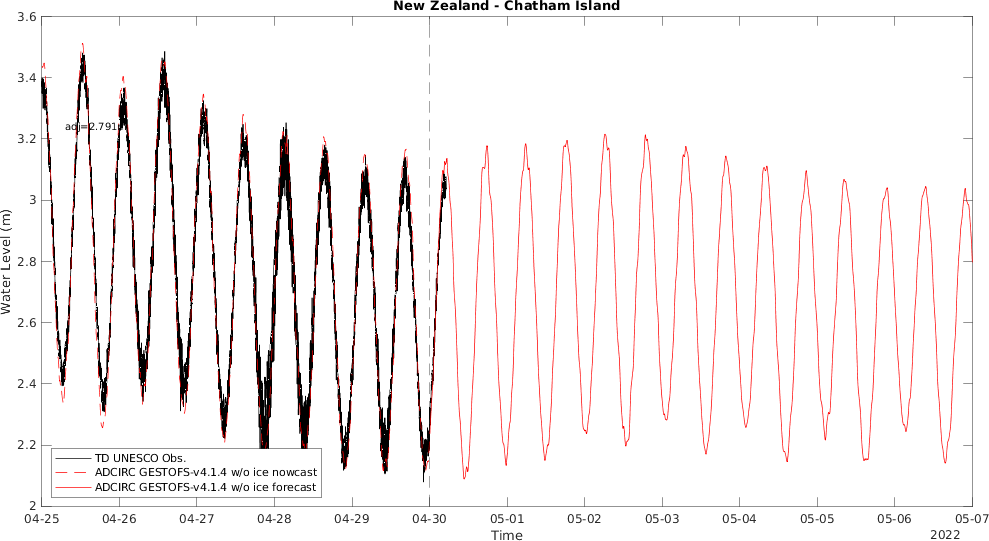 New Zealand - Chatham Island
3.6
3.4
3.2
3
2.8
2.6
2.4
2.2
2
Water Level (m)
adj=2.791
TD UNESCO Obs.
ADCIRC GESTOFS-v4.1.4 w/o ice nowcast
ADCIRC GESTOFS-v4.1.4 w/o ice forecast
04-25 04-26 04-27 04-28 04-29 04-30 05-01 05-02 05-03 05-04 05-05 05-06 05-07
Time
2022